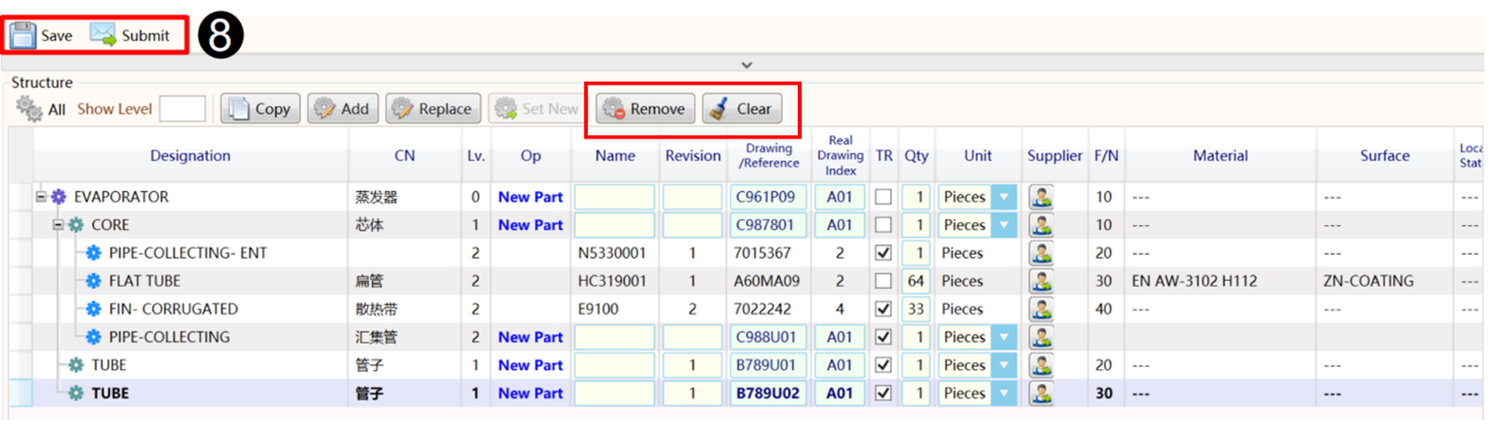 Save Submit 8
Structure
All Show Level Copy Add Replace Set New Remove Clear
Designation CN Lv. Op Name Revision Drawing /Reference Real Drawing Index TR Qty Unit Supplier F/N Material Surface Loca Stat
EVAPORATOR 蒸发器 0 New Part C961P09 A01 1 Pieces 10 --- --- ---
CORE 芯体 1 New Part C987801 A01 1 Pieces 10 --- --- ---
PIPE-COLLECTING- ENT 2 N5330001 1 7015367 2 1 Pieces 20 --- --- ---
FLAT TUBE 扁管 2 HC319001 1 A60MA09 2 64 Pieces 30 EN AW-3102 H112 ZN-COATING ---
FIN- CORRUGATED 散热带 2 E9100 2 7022242 4 33 Pieces 40 --- --- ---
PIPE-COLLECTING 汇集管 2 New Part C988U01 A01 1 Pieces
TUBE 管子 1 New Part 1 B789U01 A01 1 Pieces 20 --- --- ---
TUBE 管子 1 New Part 1 B789U02 A01 1 Pieces 30 --- --- ---